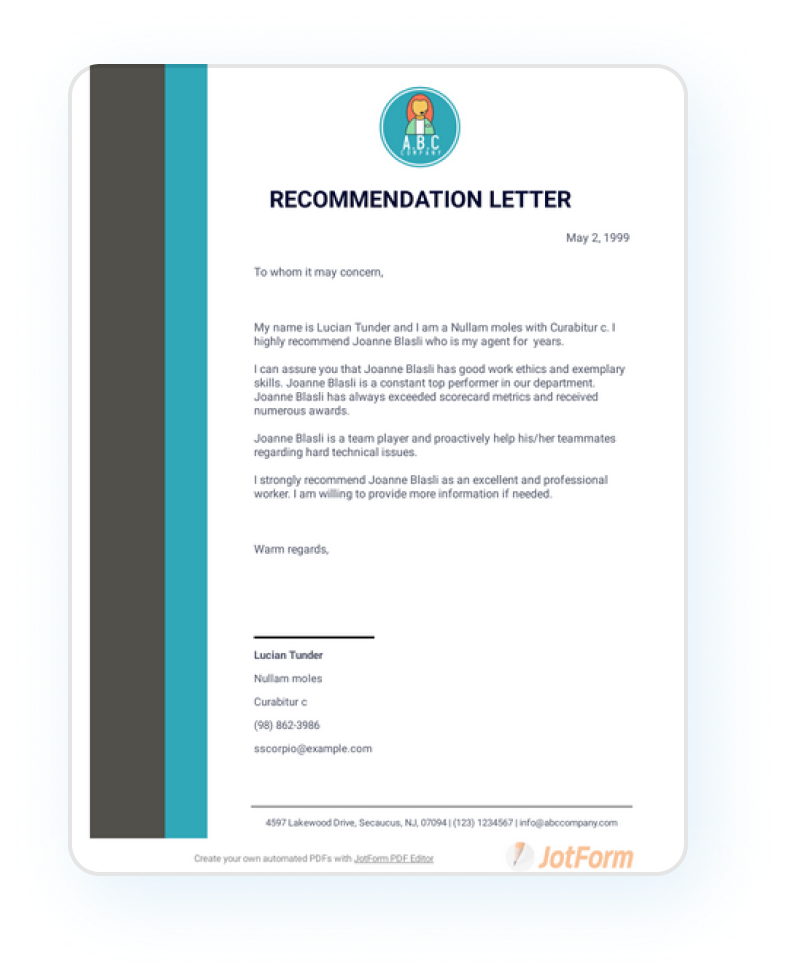 A.B.C
COMPANY
RECOMMENDATION LETTER
May 2, 1999
To whom it may concern,
My name is Lucian Tunder and I am a Nullam moles with Curabitur c. I
highly recommend Joanne Blasli who is my agent for  years.
I can assure you that Joanne Blasli has good work ethics and exemplary
skills. Joanne Blasli is a constant top performer in our department.
Joanne Blasli has always exceeded scorecard metrics and received
numerous awards.
Joanne Blasli is a team player and proactively help his/her teammates
regarding hard technical issues.
I strongly recommend Joanne Blasli as an excellent and professional
worker. I am willing to provide more information if needed.
Warm regards,
Lucian Tunder
Nullam moles
Curabitur c
(98) 862-3986
sscorpio@example.com
4597 Lakewood Drive, Secaucus, NJ, 07094 | (123) 1234567 | info@abccompany.com
Create your own automated PDFs with JotForm PDF Editor
JotForm